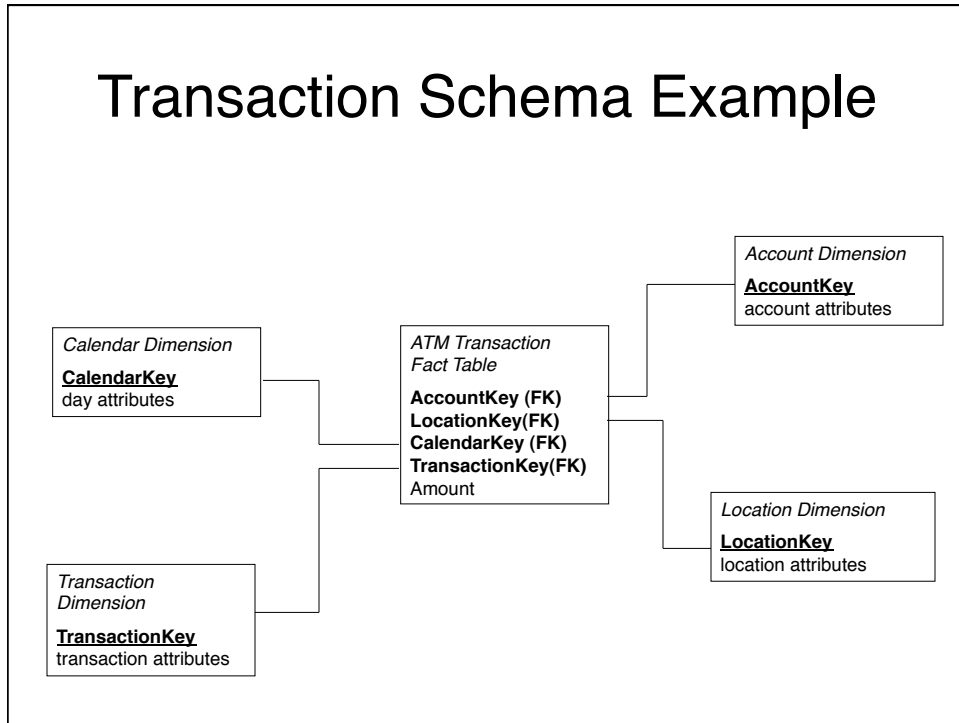 Transaction Schema Example
Account Dimension
AccountKey
account attributes
Calendar Dimension
CalendarKey
day attributes
ATM Transaction
Fact Table
AccountKey (FK)
LocationKey(FK)
CalendarKey (FK)
TransactionKey(FK)
Amount
Location Dimension
LocationKey
location attributes
Transaction
Dimension
TransactionKey
transaction attributes